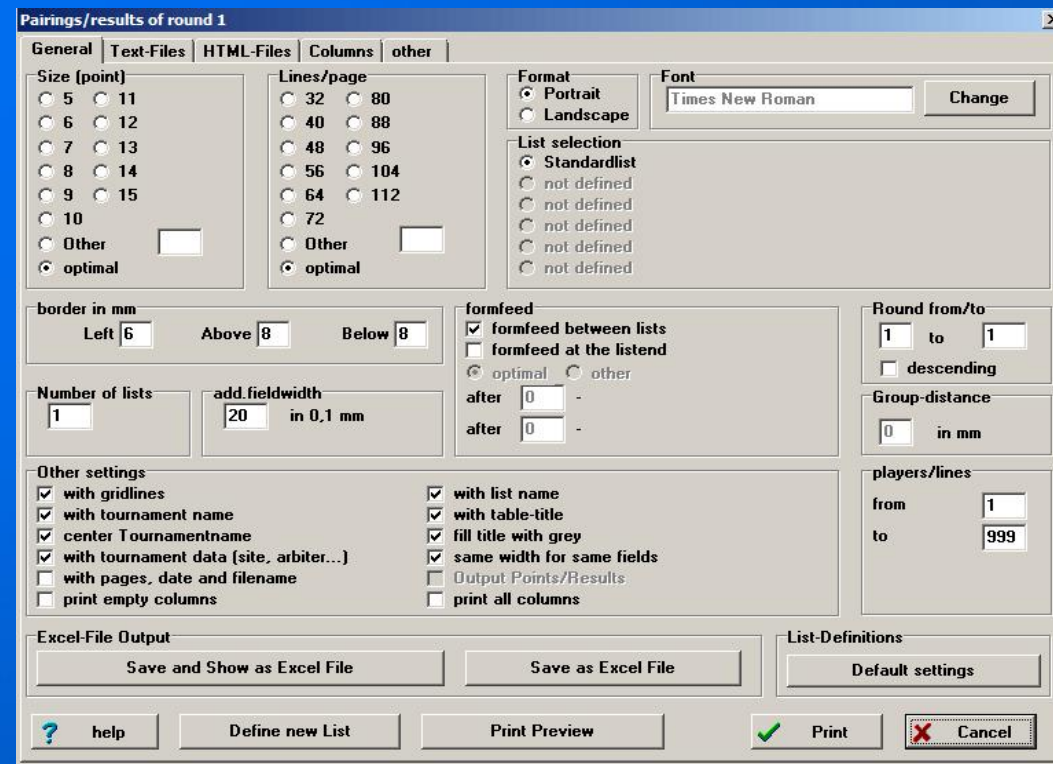 Pairings/results of round 1
General Text-Files HTML-Files Columns other
Size (point)
5 11
6 12
7 13
8 14
9 15
10
Other
optimal
Lines/page
32 80
40 88
48 96
56 104
64 112
72
Other
optimal
Format
Portrait
Landscape
Font
Times New Roman Change
List selection
Standardlist
not defined
not defined
not defined
not defined
not defined
border in mm
Left 6 Above 8 Below 8
Number of lists
1
add.fieldwidth
20 in 0,1 mm
formfeed
formfeed between lists
formfeed at the listend
optimal other
after 0 -
after 0 -
Round from/to
1 to 1
descending
Group-distance
0 in mm
Other settings
with gridlines
with tournament name
center Tournamentname
with tournament data (site, arbiter...)
with pages, date and filename
print empty columns
with list name
with table-title
fill title with grey
same width for same fields
Output Points/Results
print all columns
players/lines
from 1
to 999
Excel-File Output
Save and Show as Excel File Save as Excel File
List-Definitions
Default settings
? help Define new List Print Preview Print Cancel